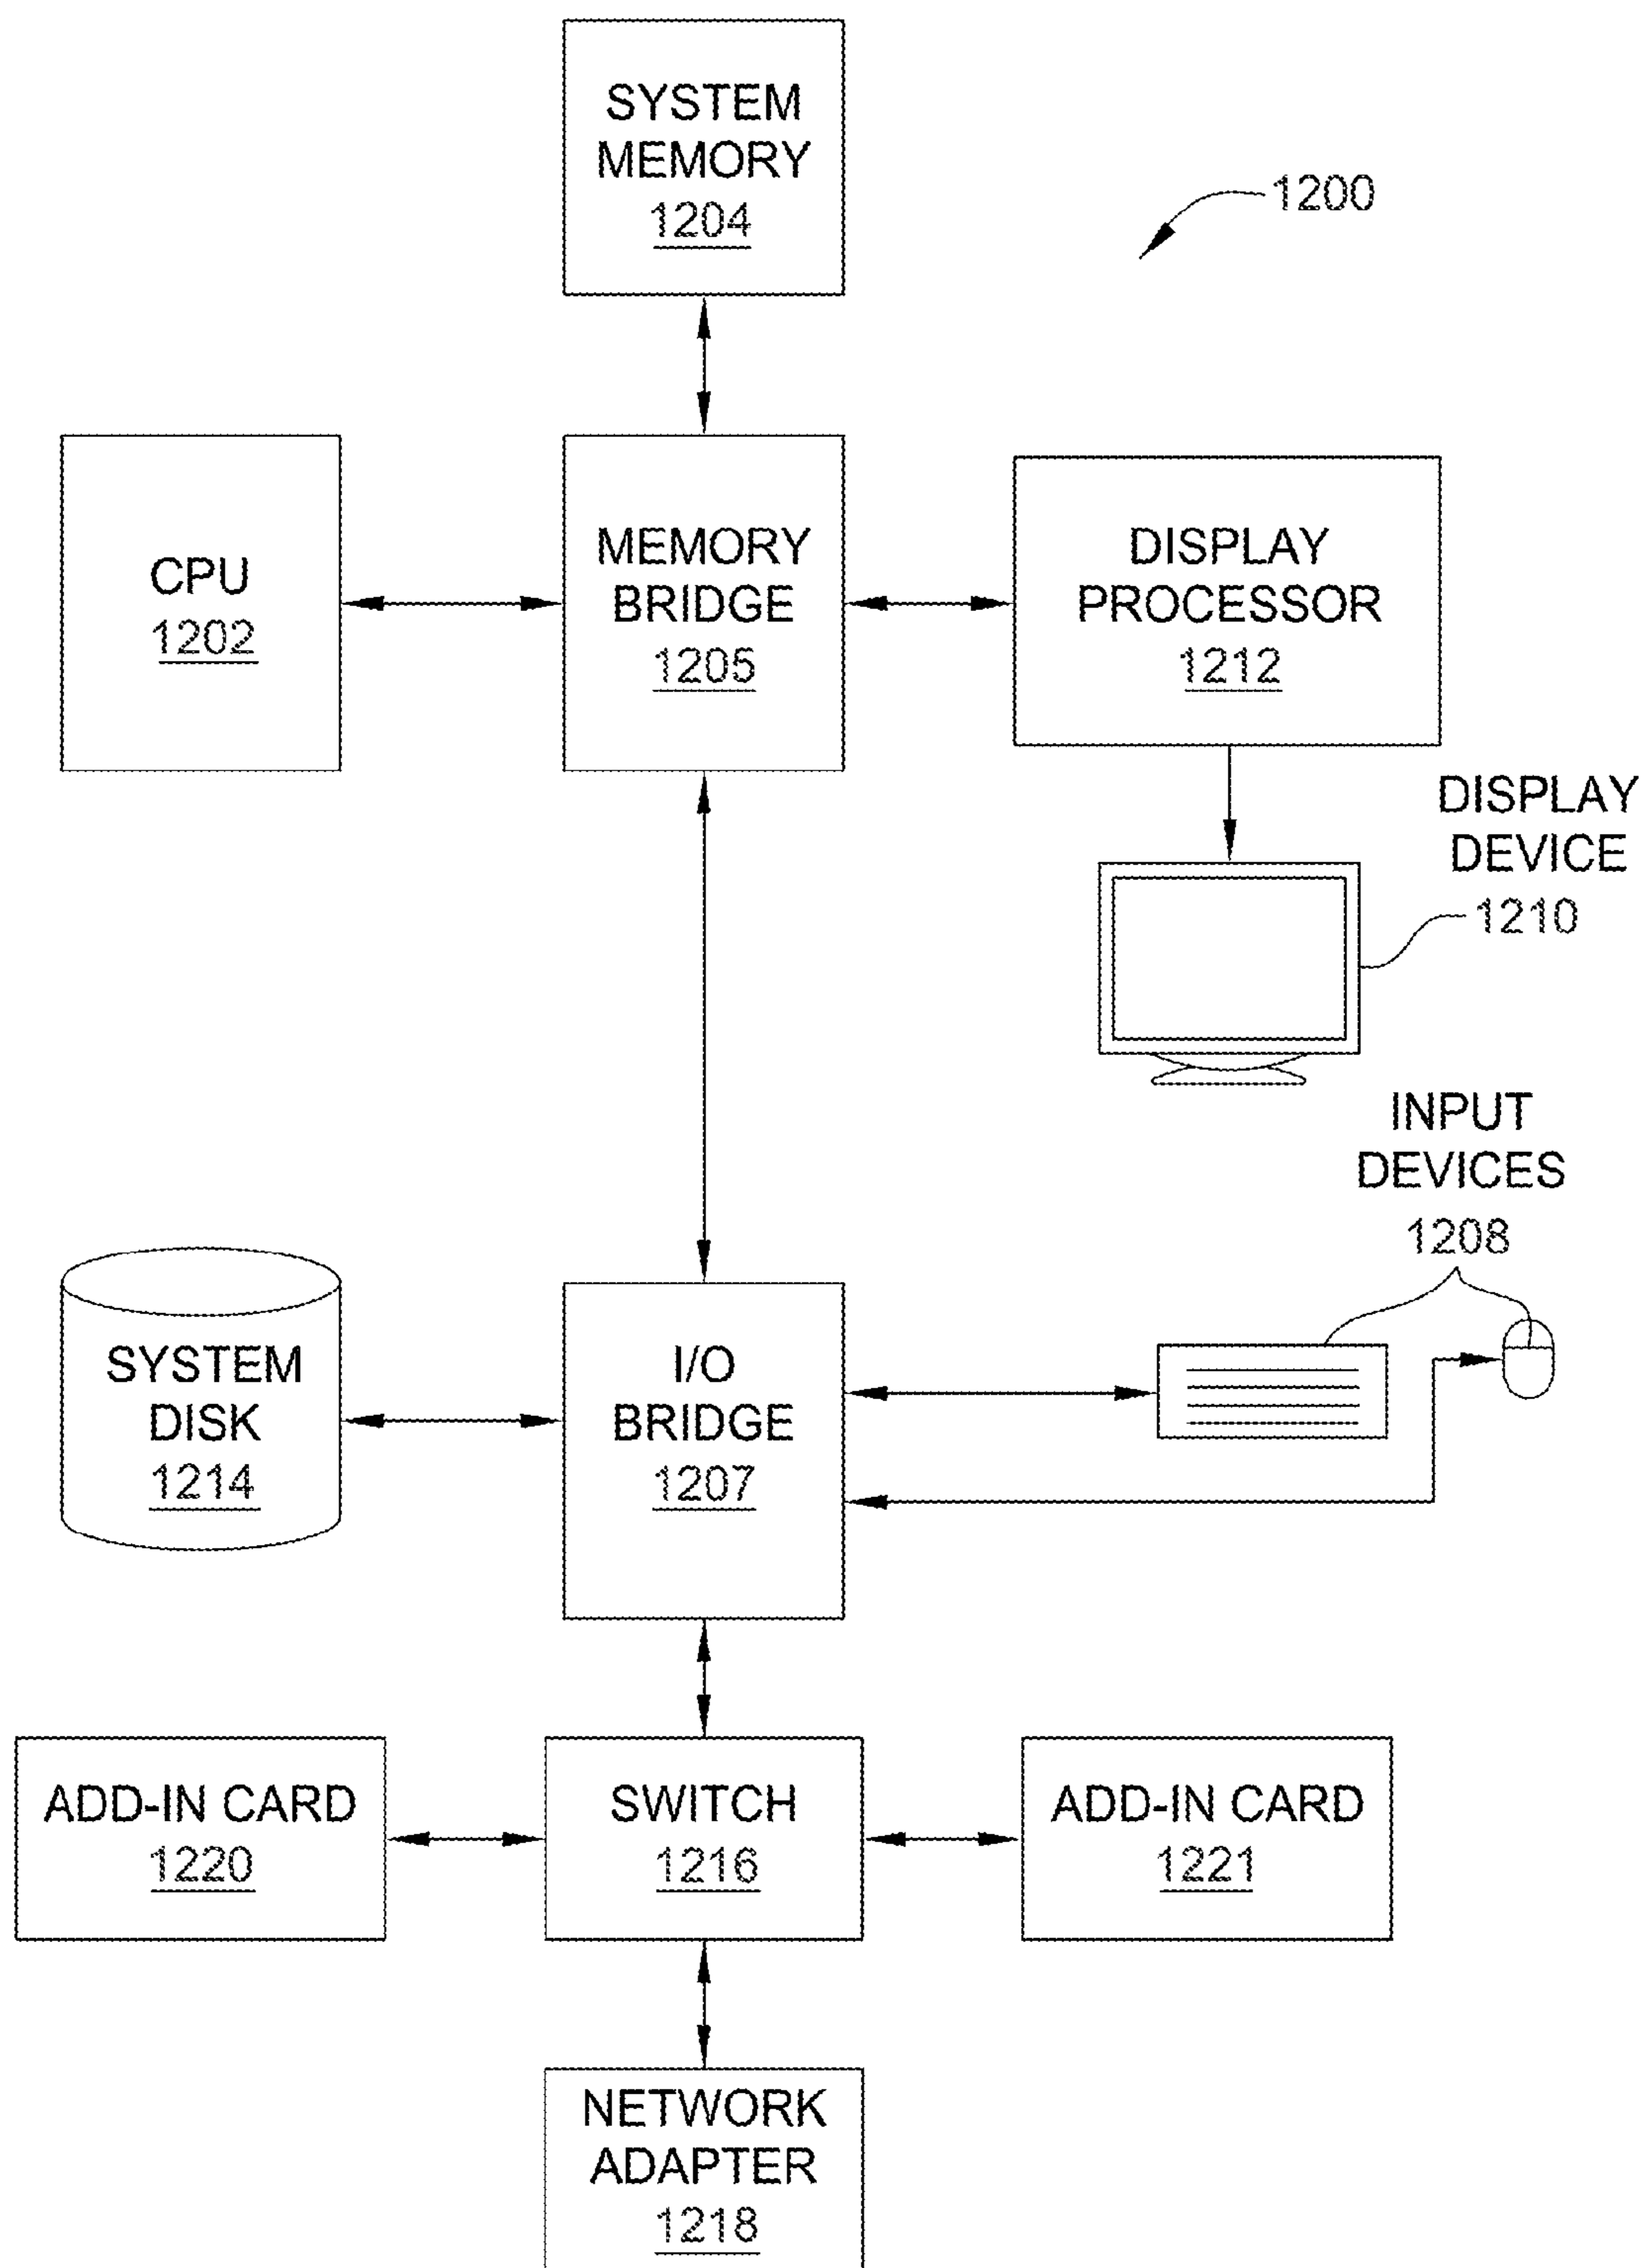 SYSTEM
MEMORY
1204
1200
CPU
1202
MEMORY
BRIDGE
1205
DISPLAY
PROCESSOR
1212
DISPLAY
DEVICE
1210
INPUT
DEVICES
1208
SYSTEM
DISK
1214
I/O
BRIDGE
1207
ADD-IN CARD
1220
SWITCH
1216
ADD-IN CARD
1221
NETWORK
ADAPTER
1218